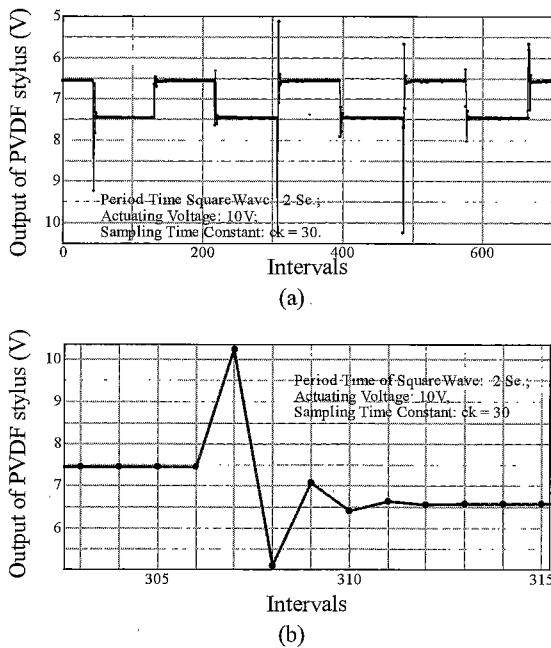 Output of PVDF stylus (V)
5
6
7
8
9
10
Period Time Square Wave: 2 Se.;
Actuating Voltage: 10V;
Sampling Time Constant: ck = 30.
0 200 400 600
Intervals
(a)
Output of PVDF stylus (V)
10
9
8
7
6
Period Time of Square Wave: 2 Se.;
Actuating Voltage: 10V,
Sampling Time Constant: ck = 30
305 310 315
Intervals
(b)